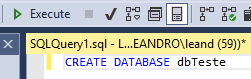 Execute
SQLQuery1.sql - L...EANDRO\leand (59))*
CREATE DATABASE dbTeste